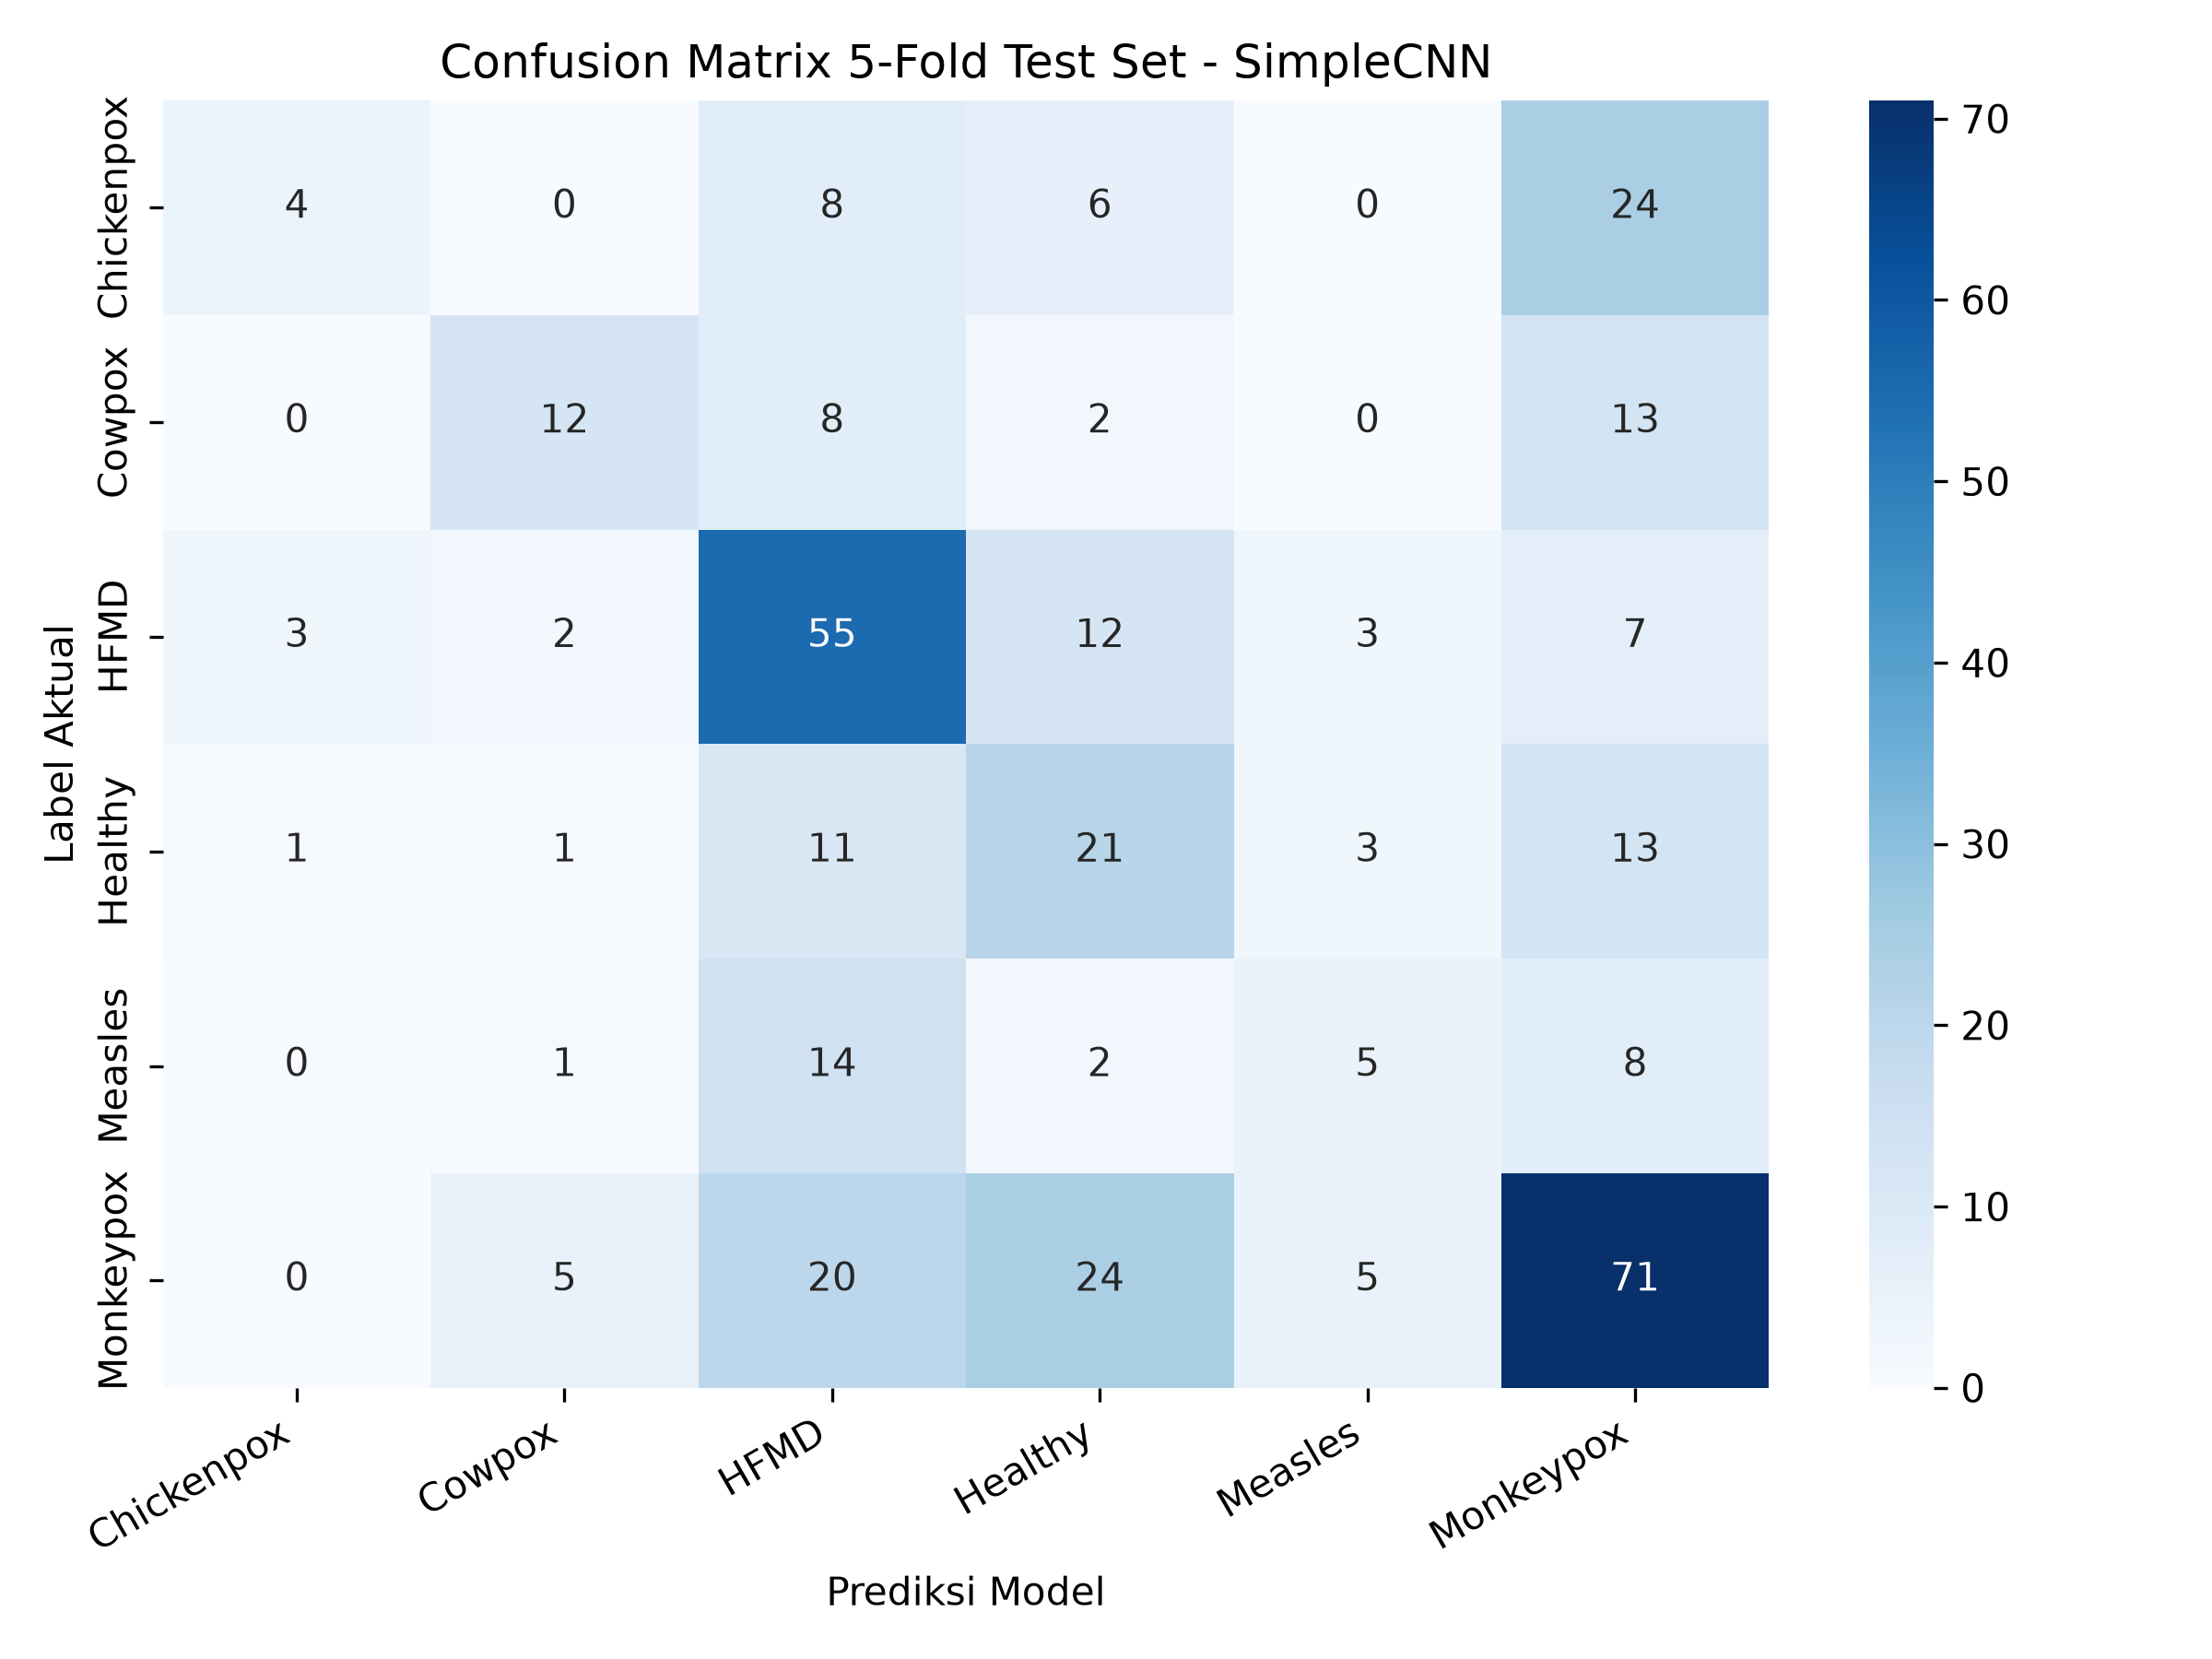 Confusion Matrix 5-Fold Test Set - SimpleCNN
Label Aktual
Chickenpox 4 0 8 6 0 24
Cowpox 0 12 8 2 0 13
HFMD 3 2 55 12 3 7
Healthy 1 1 11 21 3 13
Measles 0 1 14 2 5 8
Monkeypox 0 5 20 24 5 71
Chickenpox Cowpox HFMD Healthy Measles Monkeypox
Prediksi Model
70
60
50
40
30
20
10
0